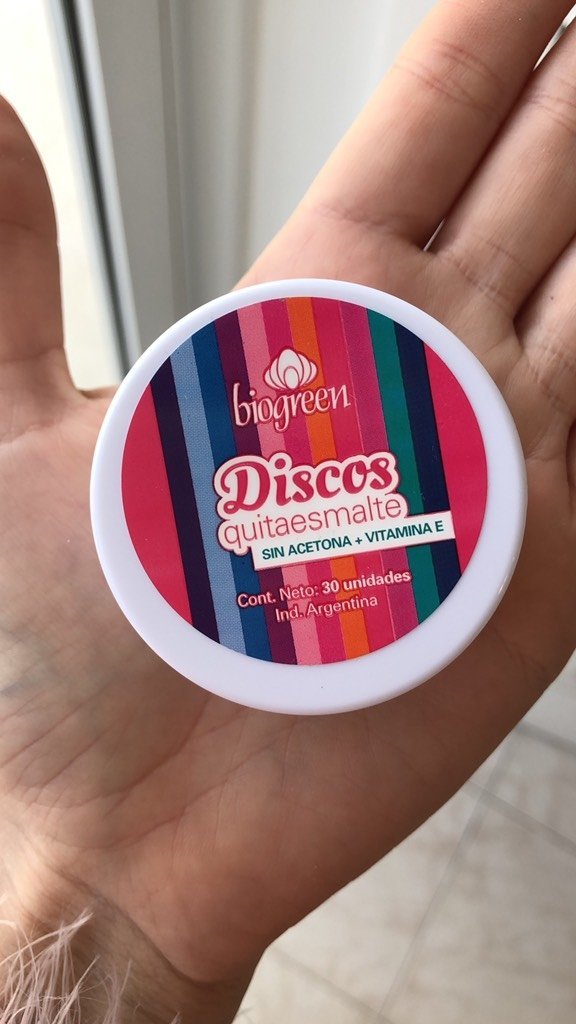 biogreen
Discos
quitaesmalte
SIN ACETONA + VITAMINA E
Cont. Neto: 30 unidades
Ind. Argentina